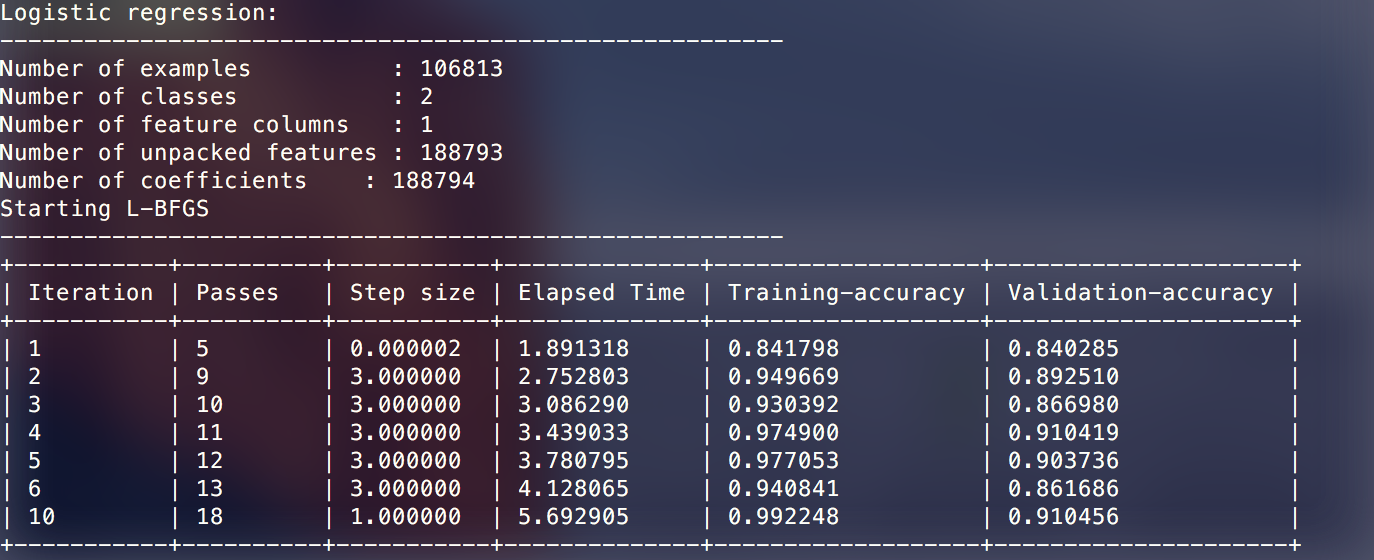 Logistic regression:
--------------------------------------------------------
Number of examples          : 106813
Number of classes           : 2
Number of feature columns   : 1
Number of unpacked features : 188793
Number of coefficients    : 188794
Starting L-BFGS
--------------------------------------------------------
+-----------+----------+-----------+--------------+-------------------+---------------------+
| Iteration | Passes   | Step size | Elapsed Time | Training-accuracy | Validation-accuracy |
+-----------+----------+-----------+--------------+-------------------+---------------------+
| 1         | 5        | 0.000002  | 1.891318     | 0.841798          | 0.840285            |
| 2         | 9        | 3.000000  | 2.752803     | 0.949669          | 0.892510            |
| 3         | 10       | 3.000000  | 3.086290     | 0.930392          | 0.866980            |
| 4         | 11       | 3.000000  | 3.439033     | 0.974900          | 0.910419            |
| 5         | 12       | 3.000000  | 3.780795     | 0.977053          | 0.903736            |
| 6         | 13       | 3.000000  | 4.128065     | 0.940841          | 0.861686            |
| 10        | 18       | 1.000000  | 5.692905     | 0.992248          | 0.910456            |
+-----------+----------+-----------+--------------+-------------------+---------------------+